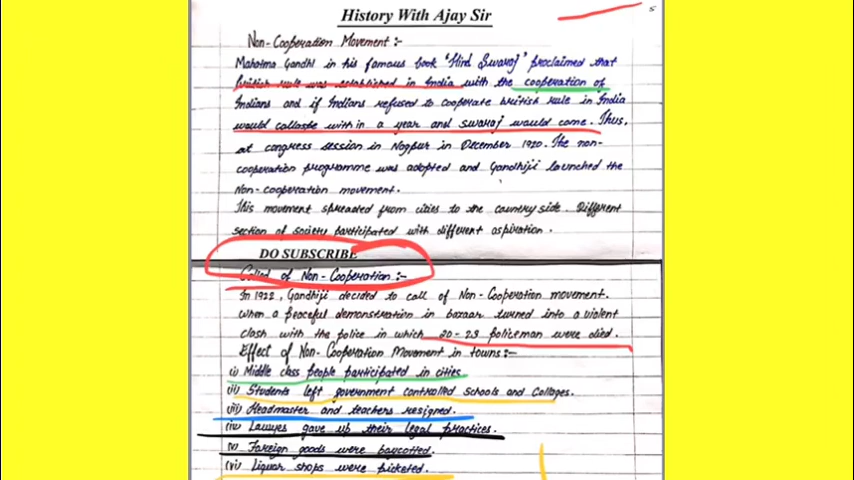 History With Ajay Sir
Non-Cooperation Movement :-
Mahatma Gandhi in his famous book "Hind Swaraj" proclaimed that
British rule was established in India with the cooperation of
Indians and if Indians refused to cooperate british rule in India
would collapse with in a year and swaraj would come. Thus,
at congress session in Nagpur in December 1920. The non-
cooperation programme was adopted and Gandhiji launched the
Non-cooperation movement.
This movement spreaded from cities to the country side. Different
section of society participated with different aspiration.
DO SUBSCRIBE
Called of Non-Cooperation :-
In 1922, Gandhiji decided to call of Non-Cooperation movement.
when a peaceful demonstration in bazaar turned into a violent
clash with the police in which 20-23 policeman were died.
Effect of Non-Cooperation Movement in towns :-
(i) Middle class people participated in cities
(ii) Students left government controlled schools and colleges.
(iii) Headmaster and teachers resigned.
(iv) Lawyes gave up their legal practices.
(v) Foreign goods were baycotted.
(vi) Liquar shops were picketed.